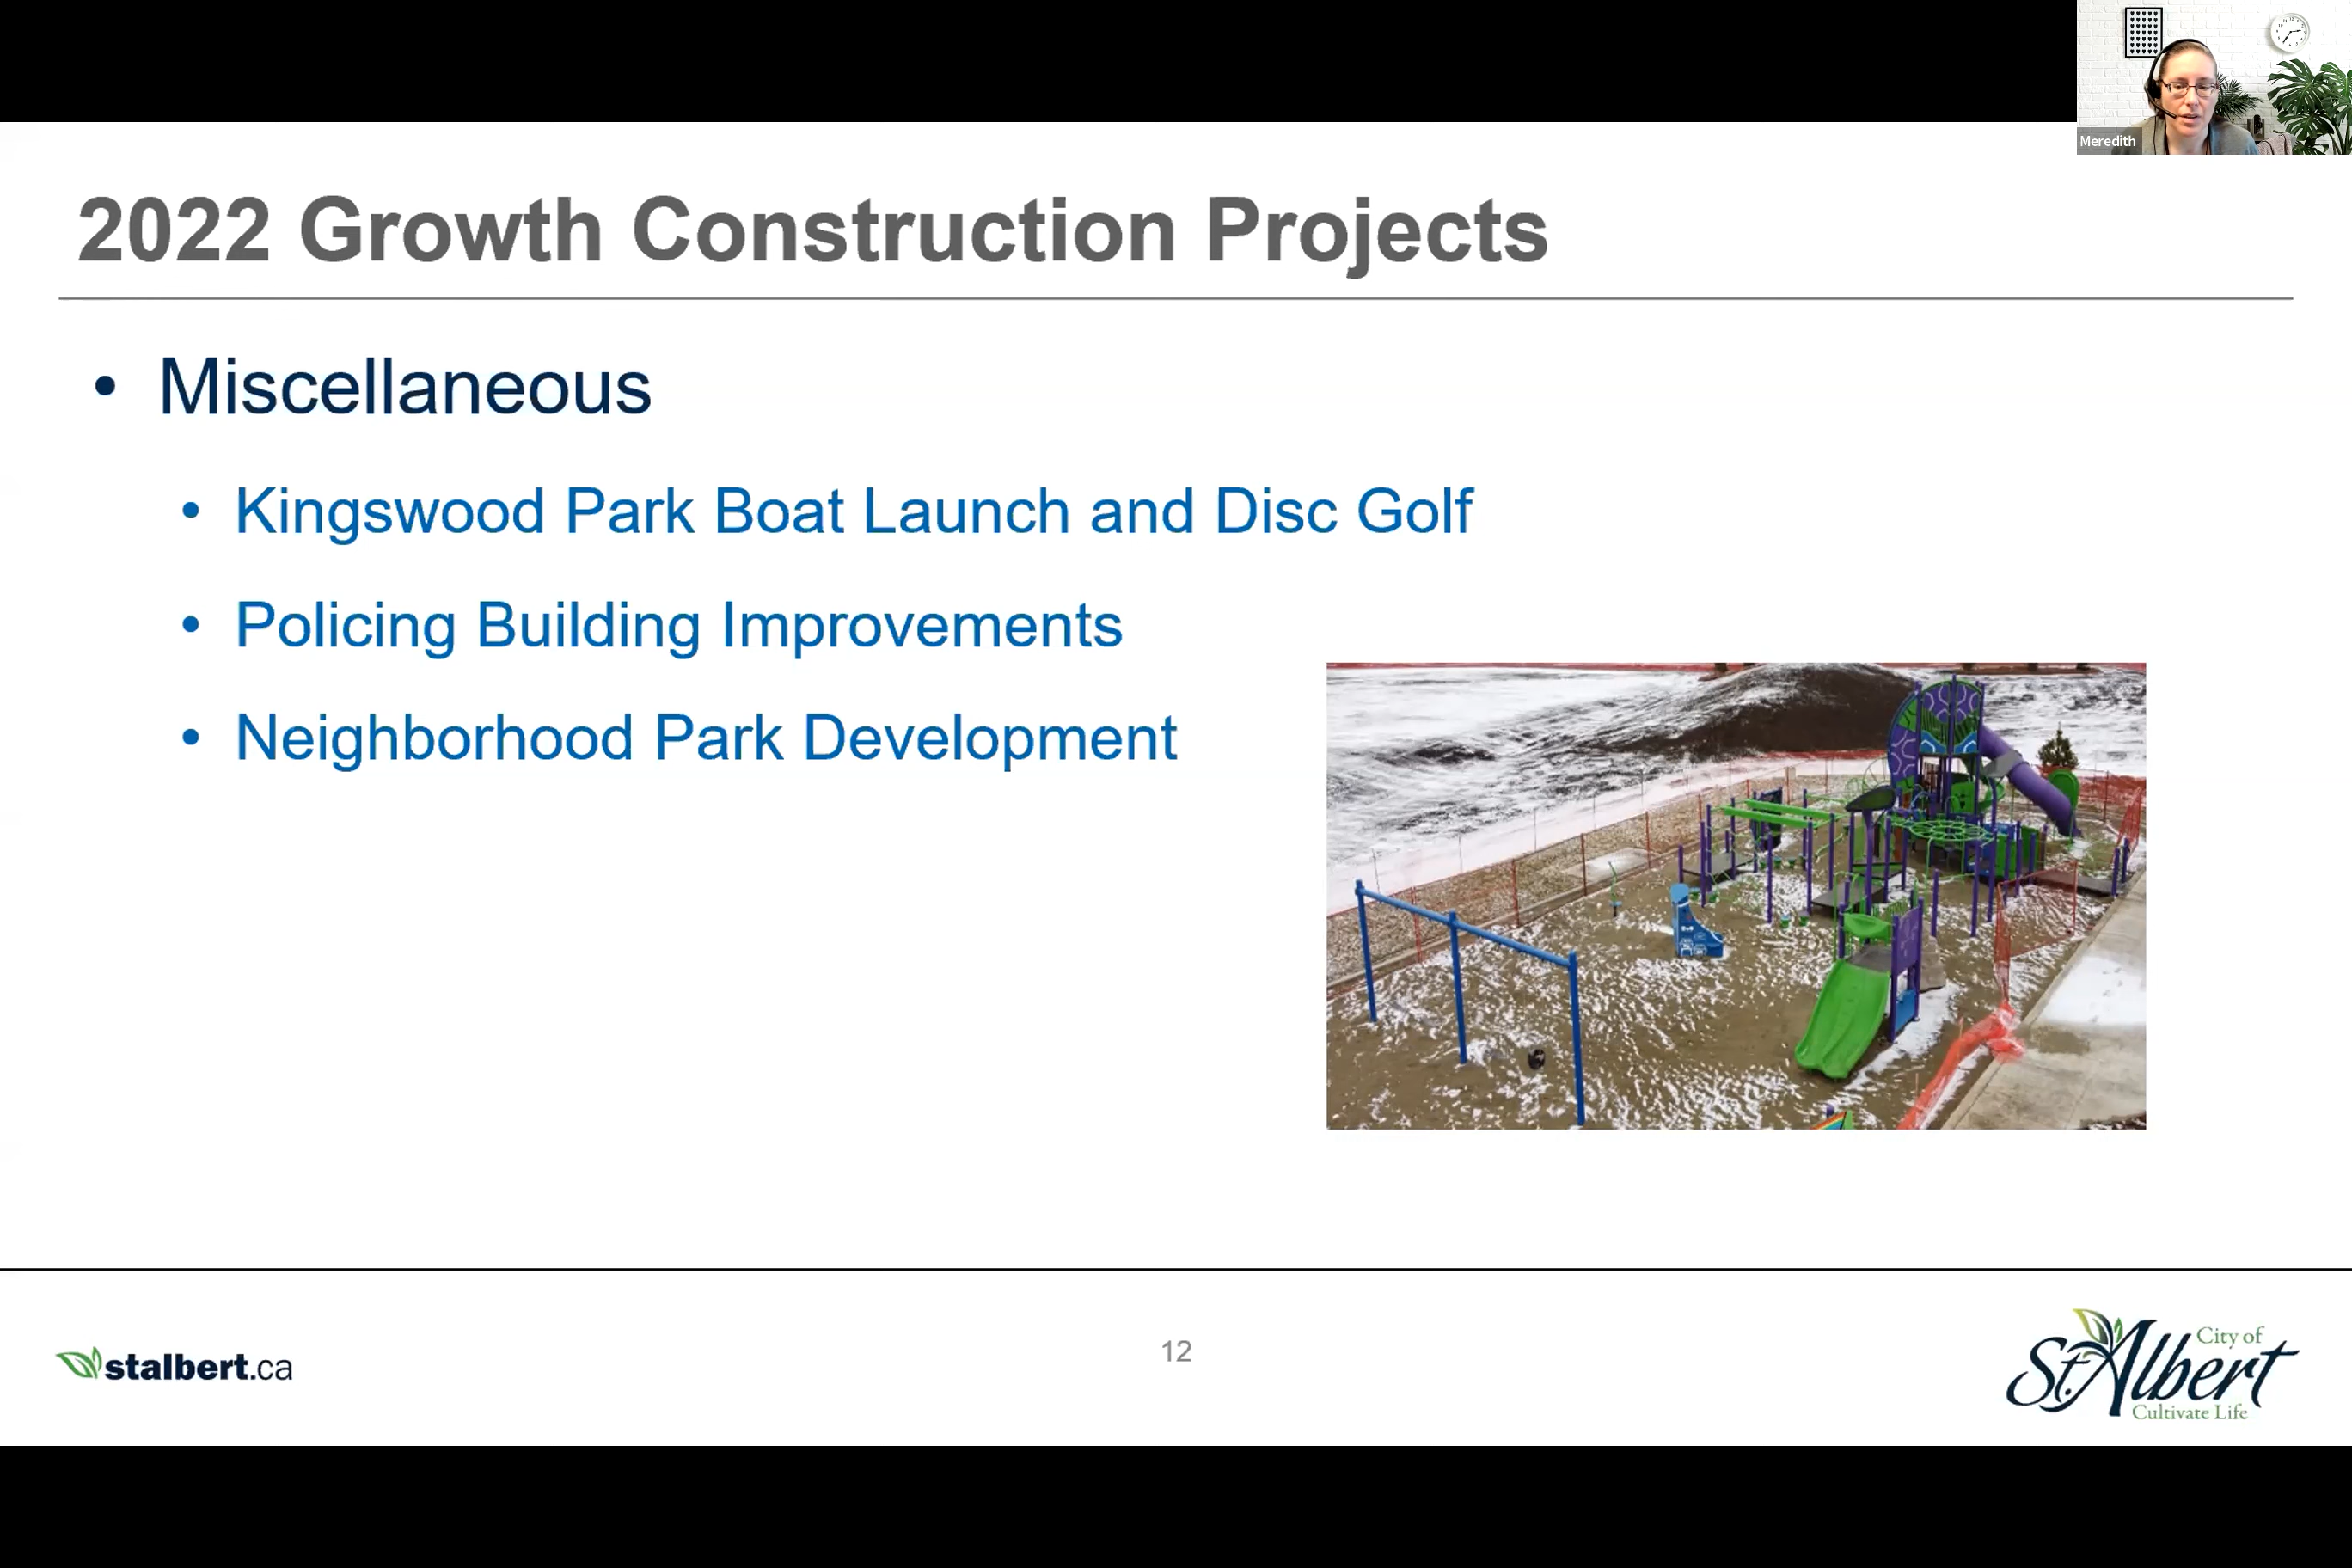 Meredith
2022 Growth Construction Projects
• Miscellaneous
• Kingswood Park Boat Launch and Disc Golf
• Policing Building Improvements
• Neighborhood Park Development
stalbert.ca
12
City of
St. Albert
Cultivate Life